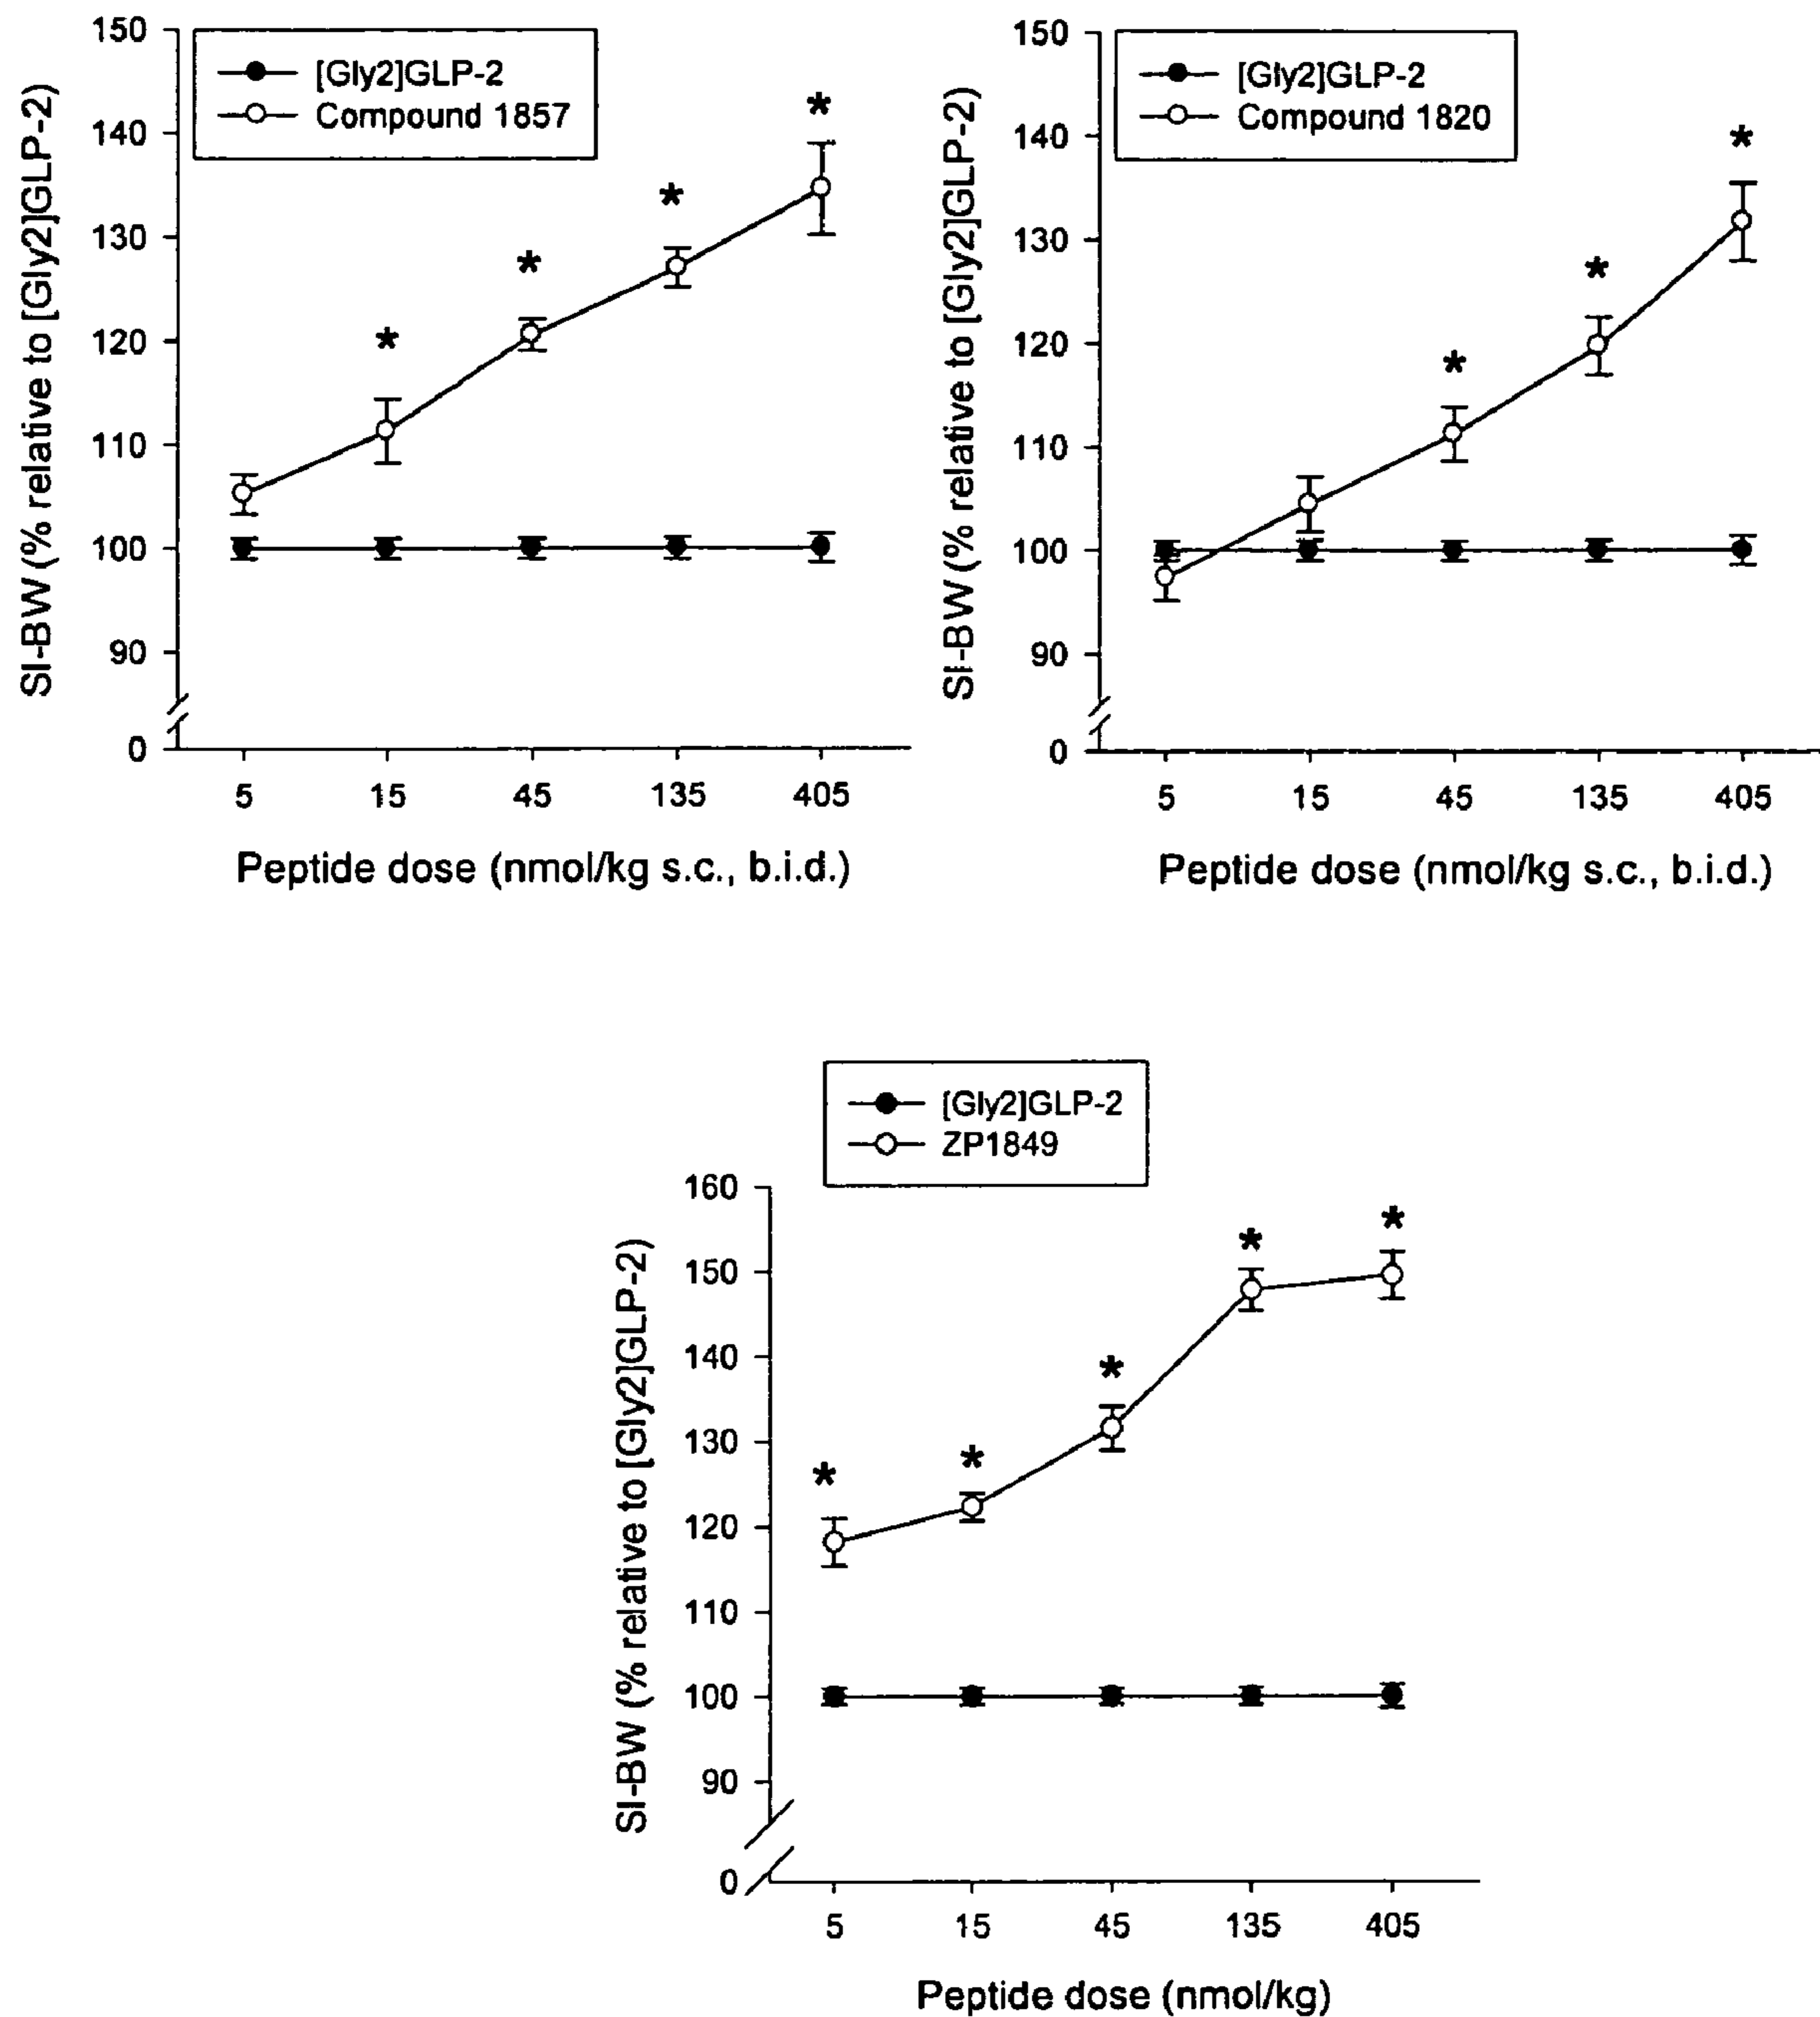 [Gly2]GLP-2
Compound 1857
SI-BW (% relative to [Gly2]GLP-2)
150
140
130
120
110
100
90
0
*
*
*
*
5 15 45 135 405
Peptide dose (nmol/kg s.c., b.i.d.)
[Gly2]GLP-2
Compound 1820
SI-BW (% relative to [Gly2]GLP-2)
150
140
130
120
110
100
90
0
*
*
*
5 15 45 135 405
Peptide dose (nmol/kg s.c., b.i.d.)
[Gly2]GLP-2
ZP1849
SI-BW (% relative to [Gly2]GLP-2)
160
150
140
130
120
110
100
90
0
*
*
*
*
*
5 15 45 135 405
Peptide dose (nmol/kg)